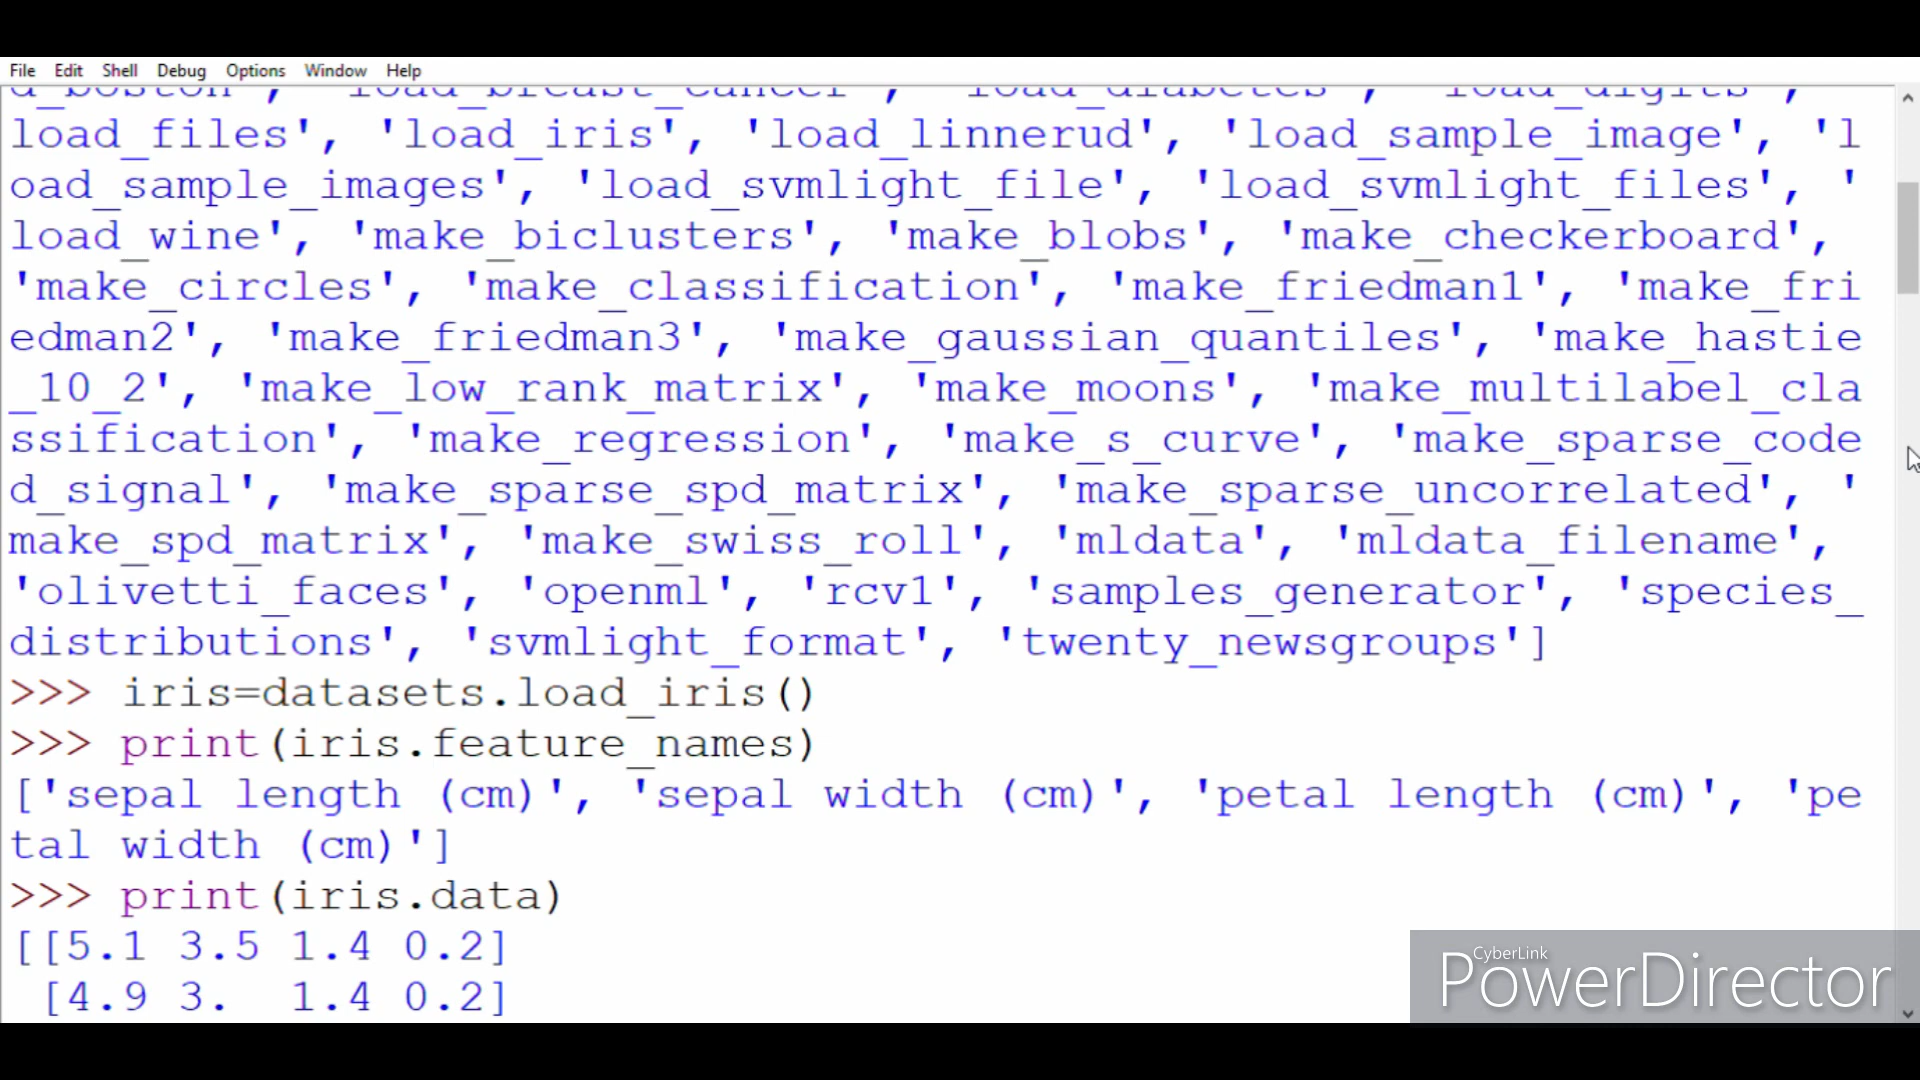 File Edit Shell Debug Options Window Help
d_boston', 'load_breast_cancer', 'load_diabetes', 'load_digits', '
load_files', 'load_iris', 'load_linnerud', 'load_sample_image', 'l
oad_sample_images', 'load_svmlight_file', 'load_svmlight_files', '
load_wine', 'make_biclusters', 'make_blobs', 'make_checkerboard',
'make_circles', 'make_classification', 'make_friedman1', 'make_fri
edman2', 'make_friedman3', 'make_gaussian_quantiles', 'make_hastie
_10_2', 'make_low_rank_matrix', 'make_moons', 'make_multilabel_cla
ssification', 'make_regression', 'make_s_curve', 'make_sparse_code
d_signal', 'make_sparse_spd_matrix', 'make_sparse_uncorrelated', '
make_spd_matrix', 'make_swiss_roll', 'mldata', 'mldata_filename',
'olivetti_faces', 'openml', 'rcv1', 'samples_generator', 'species_
distributions', 'svmlight_format', 'twenty_newsgroups']
>>> iris=datasets.load_iris()
>>> print(iris.feature_names)
['sepal length (cm)', 'sepal width (cm)', 'petal length (cm)', 'pe
tal width (cm)']
>>> print(iris.data)
[[5.1 3.5 1.4 0.2]
 [4.9 3.  1.4 0.2]
CyberLink
PowerDirector